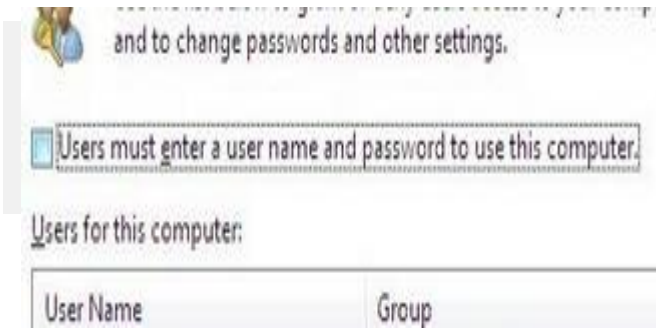 and to change passwords and other settings.
Users must enter a user name and password to use this computer.
Users for this computer:
User Name Group